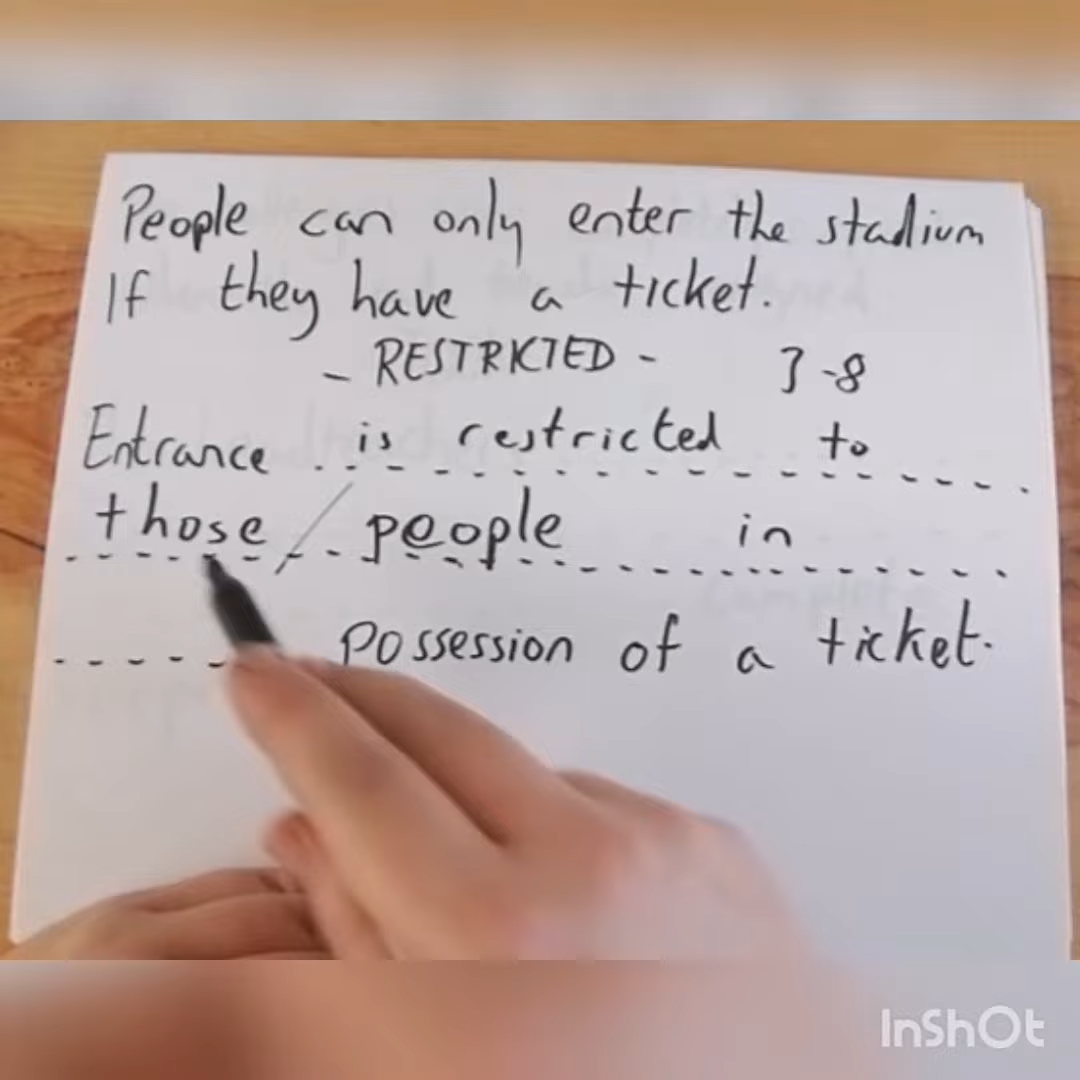 People can only enter the stadium
If they have a ticket.
- RESTRICTED - 3-8
Entrance is restricted to
those / people in
possession of a ticket.
InShOt